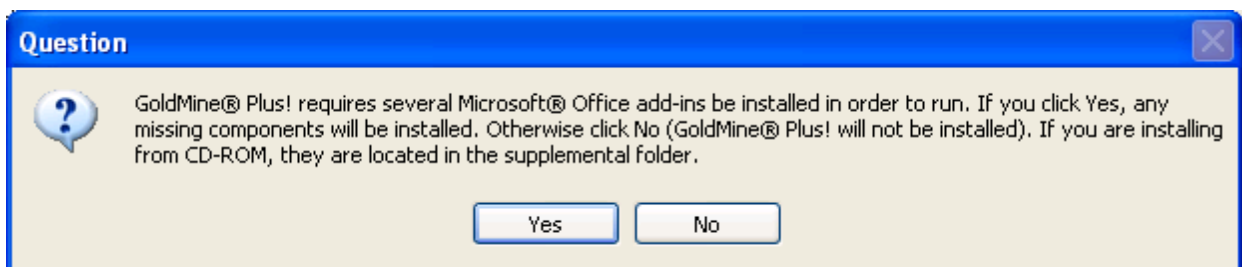 Question
GoldMine® Plus! requires several Microsoft® Office add-ins be installed in order to run. If you click Yes, any
missing components will be installed. Otherwise click No (GoldMine® Plus! will not be installed). If you are installing
from CD-ROM, they are located in the supplemental folder.
Yes No